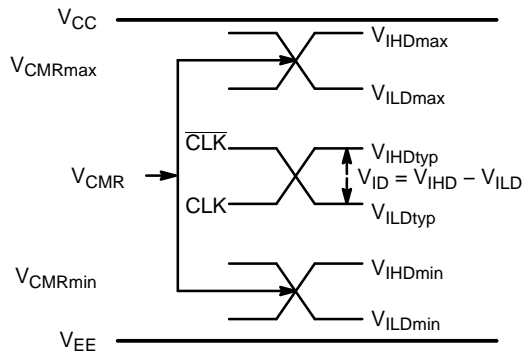 VCC
VIHDmax
VCMRmax
VILDmax
CLK
VIHDtyp
VCMR
VID = VIHD − VILD
CLK
VILDtyp
VIHDmin
VCMRmin
VILDmin
VEE